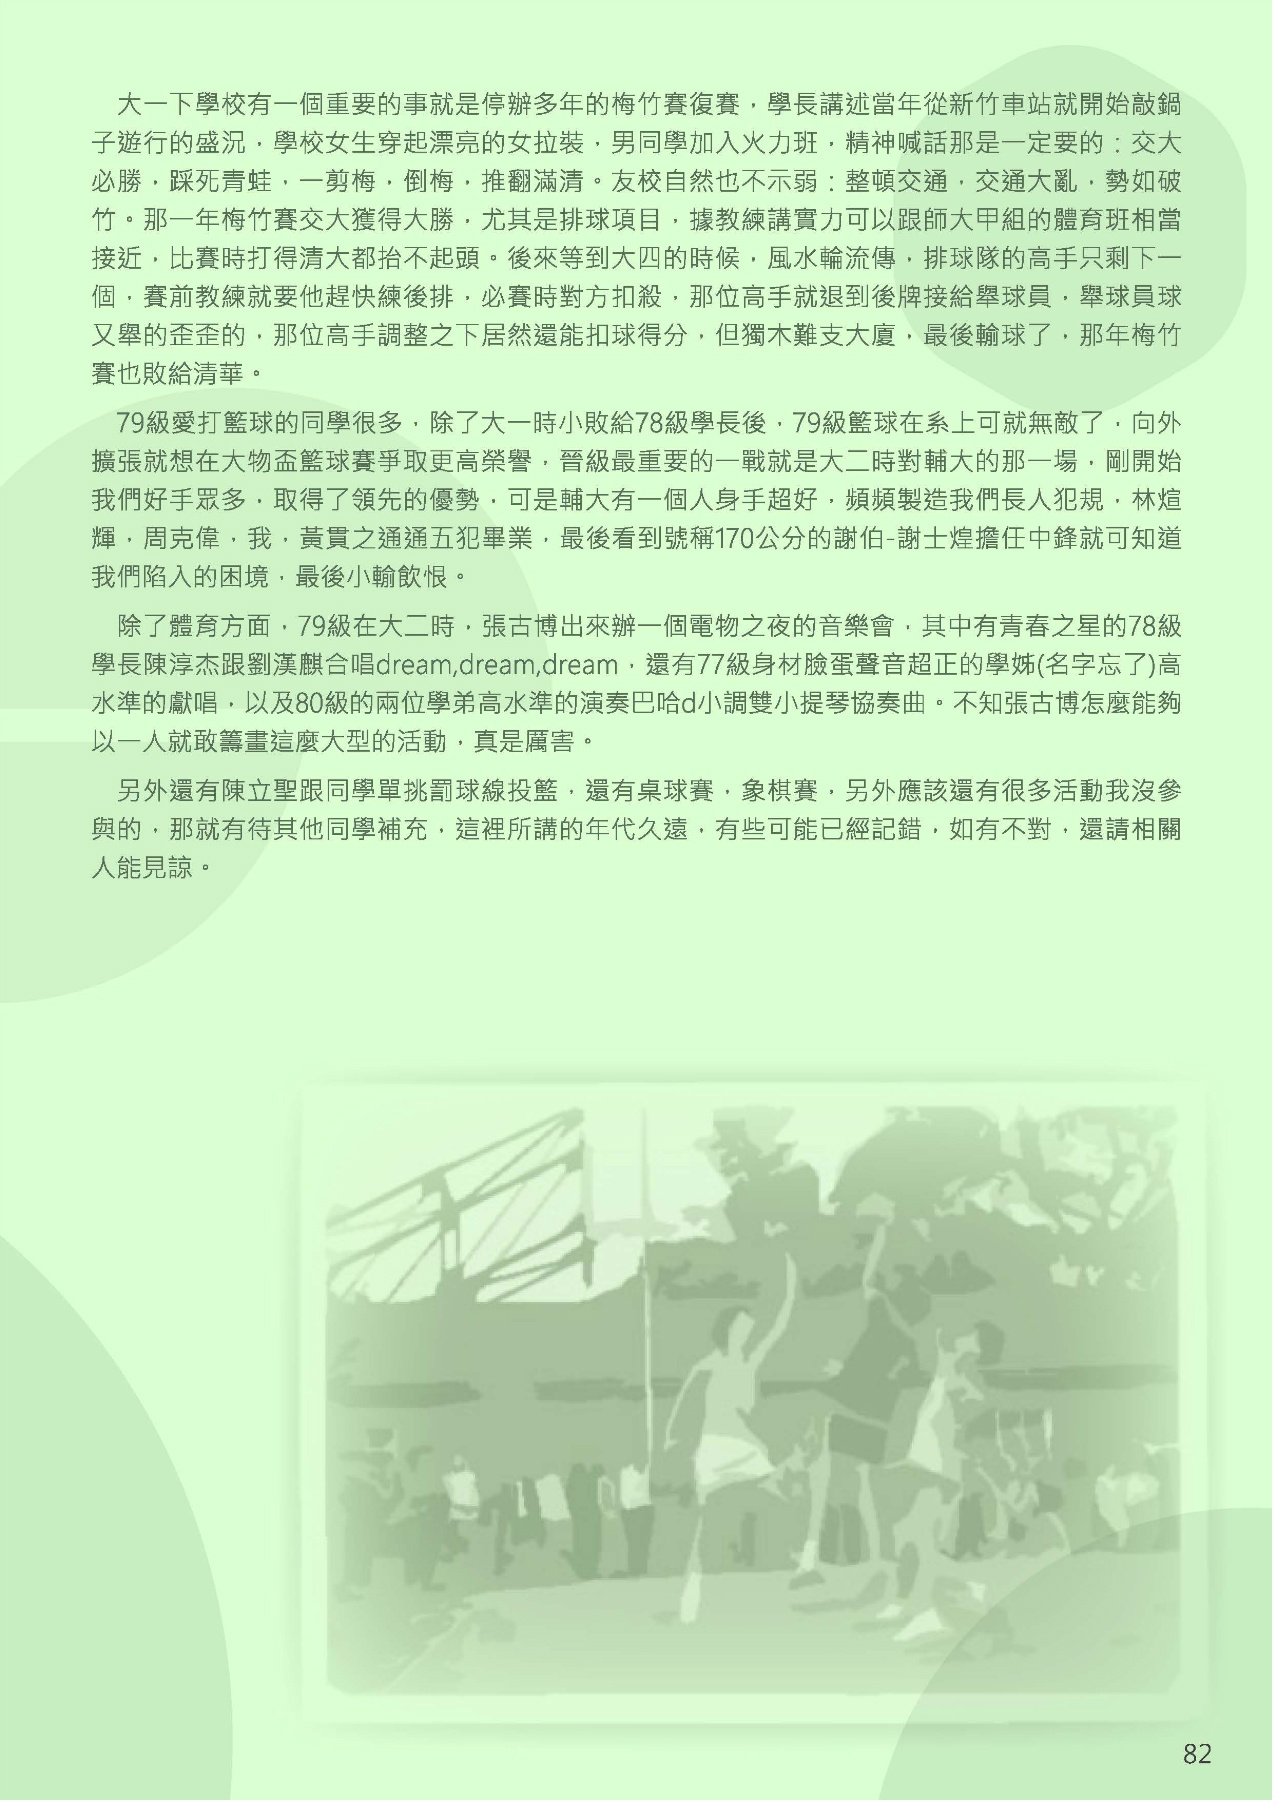 大一下學校有一個重要的事就是停辦多年的梅竹賽復賽，學長講述當年從新竹車站就開始敲鍋
子遊行的盛況，學校女生穿起漂亮的女拉裝，男同學加入火力班，精神喊話那是一定要的：交大
必勝，踩死青蛙，一剪梅，倒梅，推翻滿清。友校自然也不示弱：整頓交通，交通大亂，勢如破
竹。那一年梅竹賽交大獲得大勝，尤其是排球項目，據教練講實力可以跟師大甲組的體育班相當
接近，比賽時打得清大都抬不起頭。後來等到大四的時候，風水輪流傳，排球隊的高手只剩下一
個，賽前教練就要他趕快練後排，必賽時對方扣殺，那位高手就退到後牌接給舉球員，舉球員球
又舉的歪歪的，那位高手調整之下居然還能扣球得分，但獨木難支大廈，最後輸球了，那年梅竹
賽也敗給清華。
79級愛打籃球的同學很多，除了大一時小敗給78級學長後，79級籃球在系上可就無敵了，向外
擴張就想在大物盃籃球賽爭取更高榮譽，晉級最重要的一戰就是大二時對輔大的那一場，剛開始
我們好手眾多，取得了領先的優勢，可是輔大有一個人身手超好，頻頻製造我們長人犯規，林煊
輝，周克偉，我，黃貫之通通五犯畢業，最後看到號稱170公分的謝伯-謝士煌擔任中鋒就可知道
我們陷入的困境，最後小輸飲恨。
除了體育方面，79級在大二時，張古博出來辦一個電物之夜的音樂會，其中有青春之星的78級
學長陳淳杰跟劉漢麒合唱dream,dream,dream，還有77級身材臉蛋聲音超正的學姊(名字忘了)高
水準的獻唱，以及80級的兩位學弟高水準的演奏巴哈d小調雙小提琴協奏曲。不知張古博怎麼能夠
以一人就敢籌畫這麼大型的活動，真是厲害。
另外還有陳立聖跟同學單挑罰球線投籃，還有桌球賽，象棋賽，另外應該還有很多活動我沒參
與的，那就有待其他同學補充，這裡所講的年代久遠，有些可能已經記錯，如有不對，還請相關
人能見諒。
82